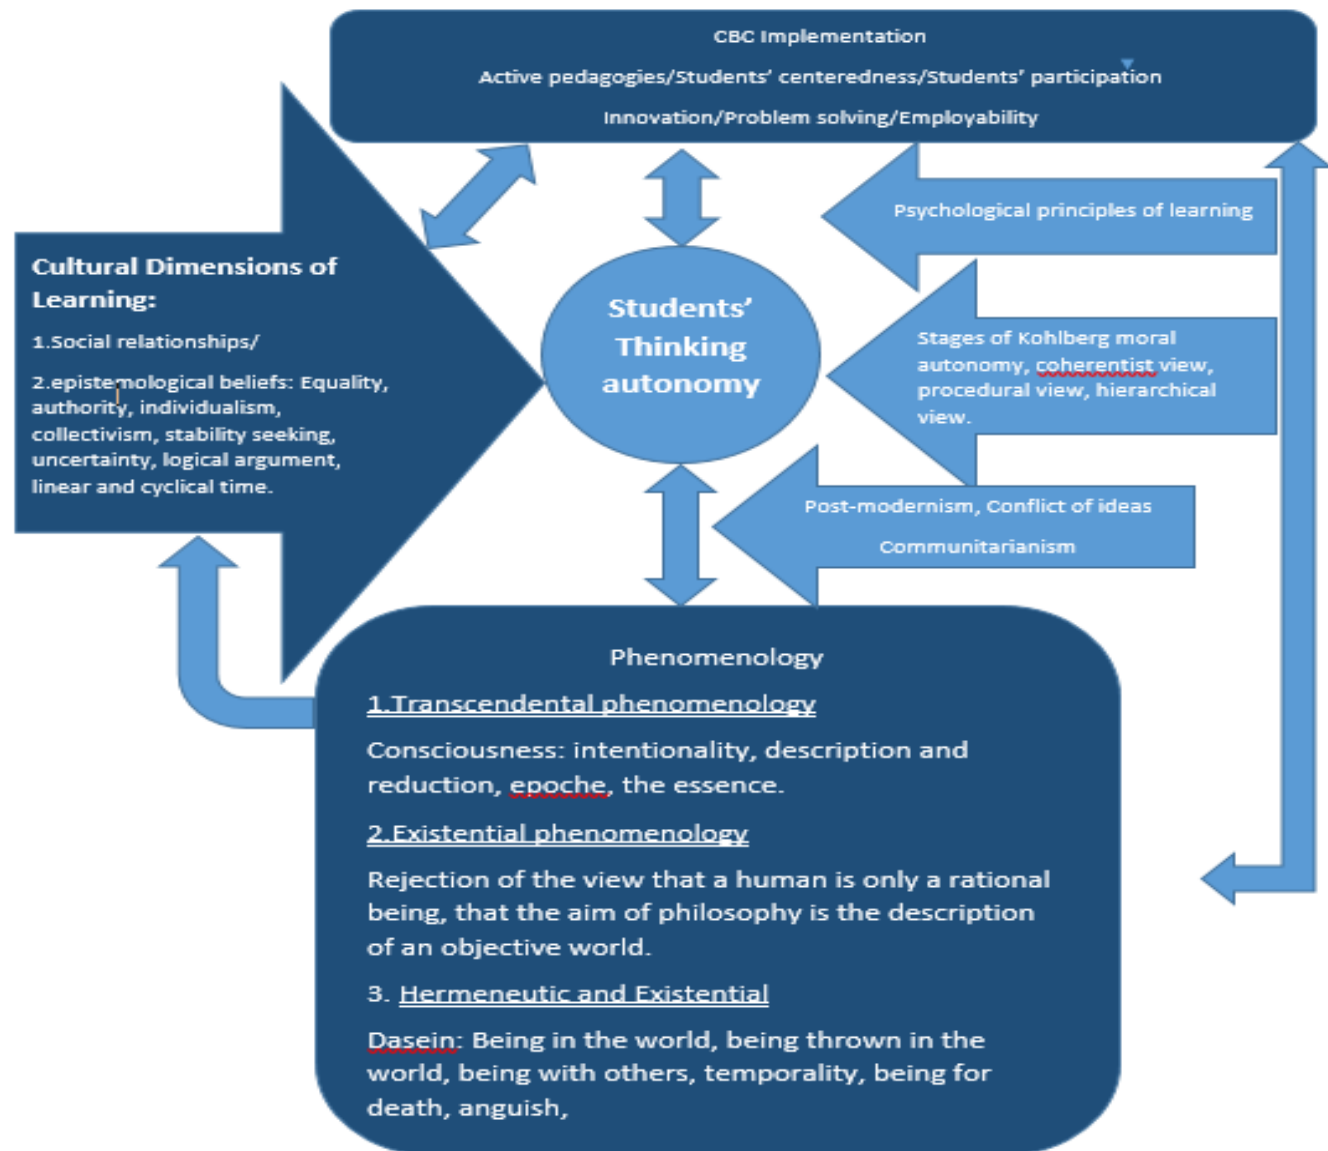 CBC Implementation
Active pedagogies/Students' centeredness/Students' participation
Innovation/Problem solving/Employability
Psychological principles of learning
Cultural Dimensions of
Learning:
1.Social relationships/
2.epistemological beliefs: Equality,
authority, individualism,
collectivism, stability seeking,
uncertainty, logical argument,
linear and cyclical time.
Students'
Thinking
autonomy
Stages of Kohlberg moral
autonomy, coherentist view,
procedural view, hierarchical
view.
Post-modernism, Conflict of ideas
Communitarianism
Phenomenology
1.Transcendental phenomenology
Consciousness: intentionality, description and
reduction, epoche, the essence.
2.Existential phenomenology
Rejection of the view that a human is only a rational
being, that the aim of philosophy is the description
of an objective world.
3. Hermeneutic and Existential
Dasein: Being in the world, being thrown in the
world, being with others, temporality, being for
death, anguish,